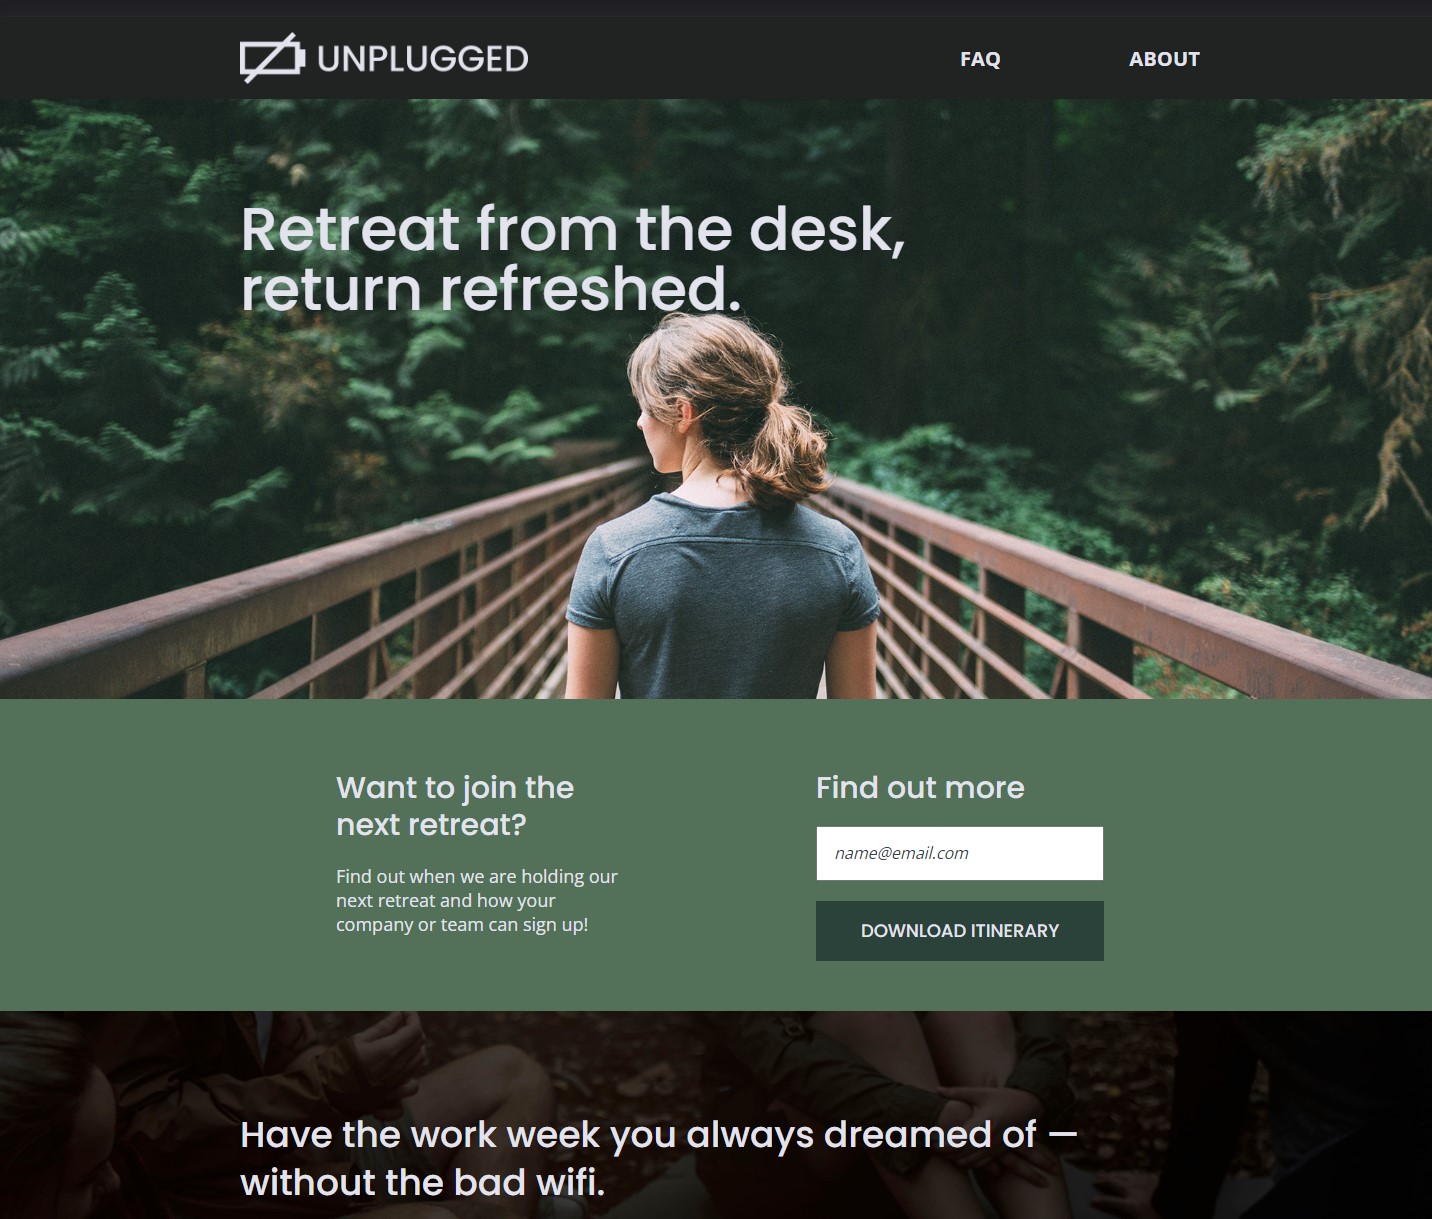 UNPLUGGED
FAQ
ABOUT
Retreat from the desk,
return refreshed.
Want to join the
next retreat?
Find out when we are holding our
next retreat and how your
company or team can sign up!
Find out more
name@email.com
DOWNLOAD ITINERARY
Have the work week you always dreamed of —
without the bad wifi.